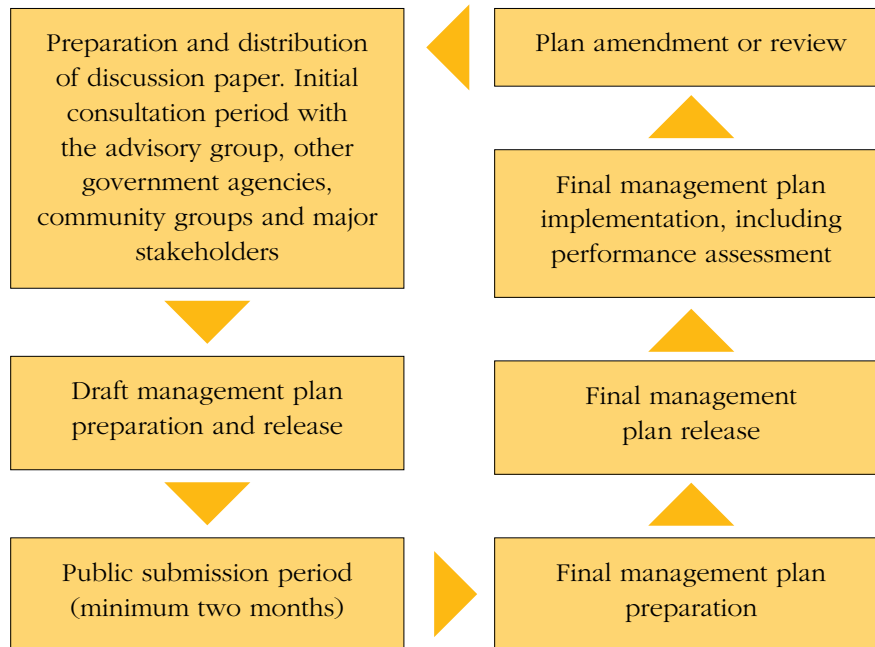 Preparation and distribution
of discussion paper. Initial
consultation period with
the advisory group, other
government agencies,
community groups and major
stakeholders
Draft management plan
preparation and release
Public submission period
(minimum two months)
Final management plan
preparation
Final management
plan release
Final management plan
implementation, including
performance assessment
Plan amendment or review